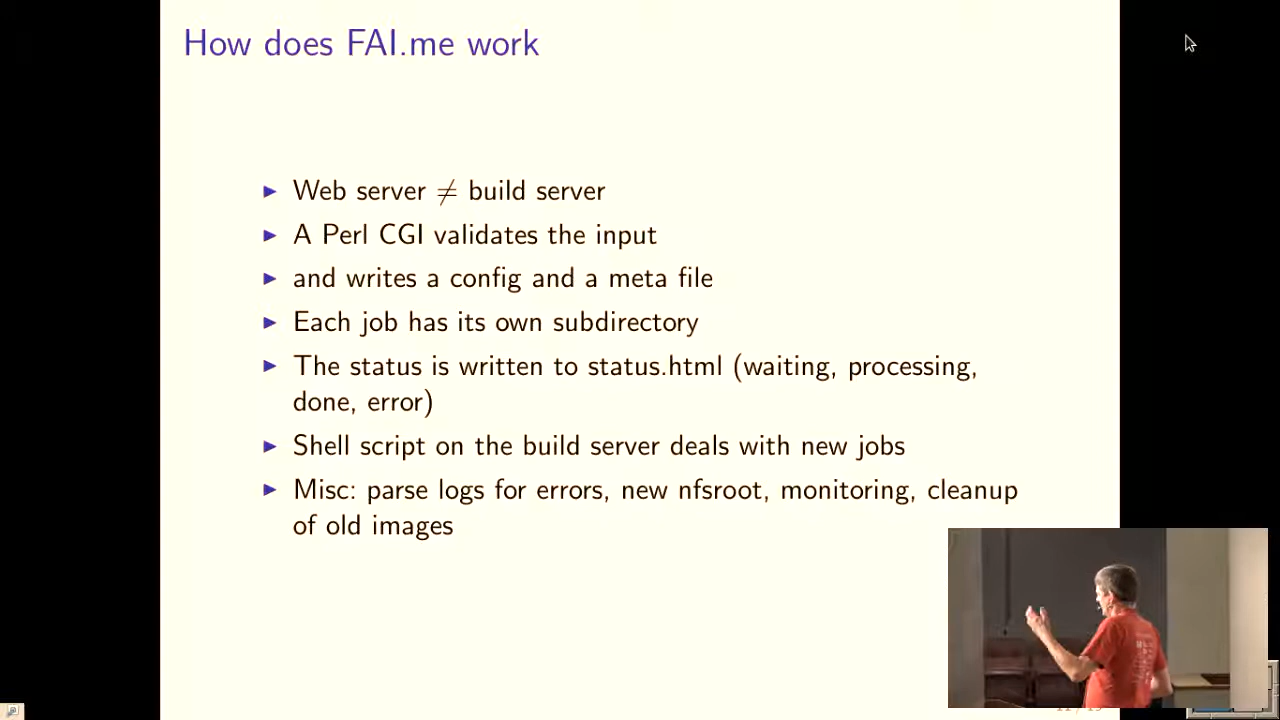 How does FAI.me work
▶ Web server ≠ build server
▶ A Perl CGI validates the input
▶ and writes a config and a meta file
▶ Each job has its own subdirectory
▶ The status is written to status.html (waiting, processing,
done, error)
▶ Shell script on the build server deals with new jobs
▶ Misc: parse logs for errors, new nfsroot, monitoring, cleanup
of old images